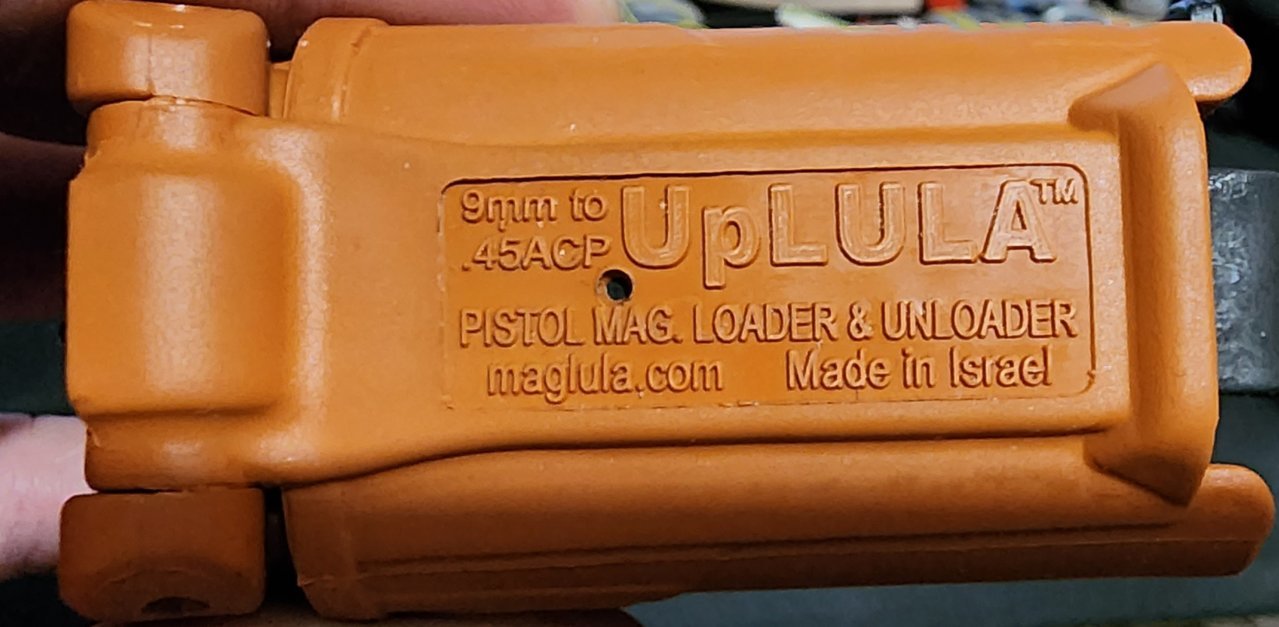 9mm to
.45ACP
UpLULA™
PISTOL MAG. LOADER & UNLOADER
maglula.com Made in Israel